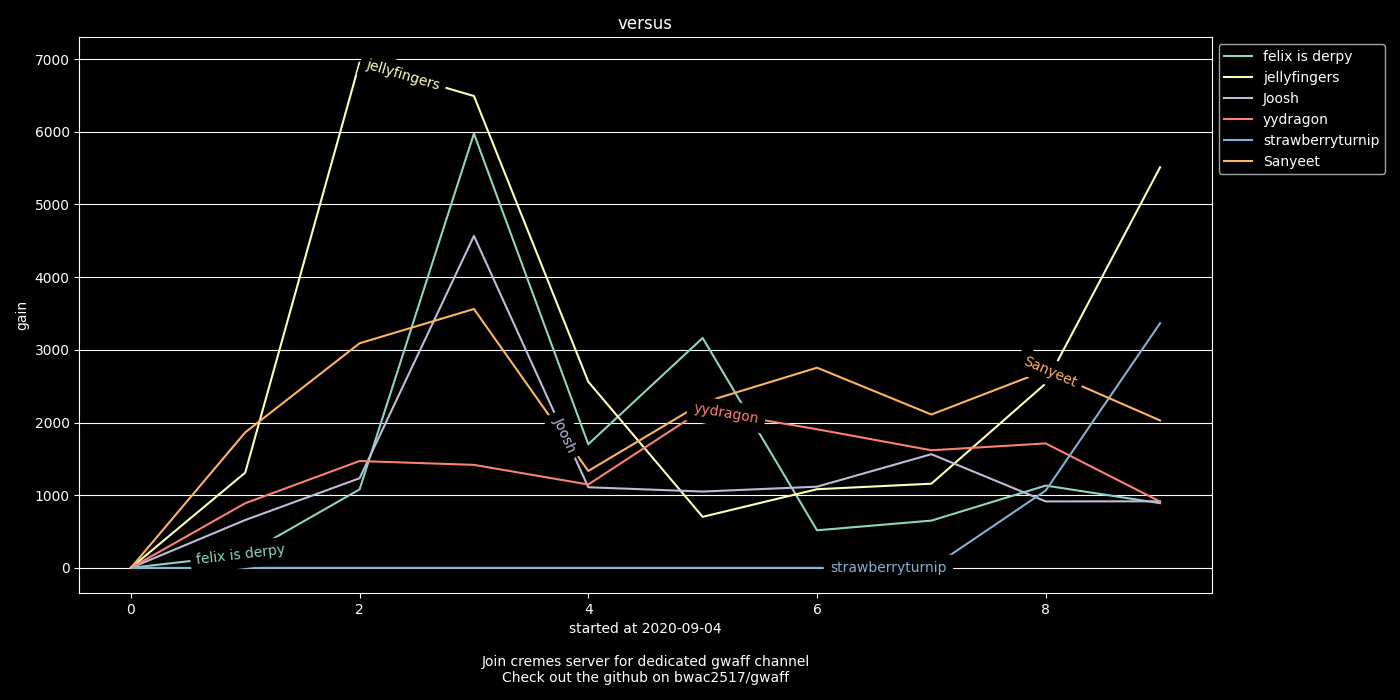 versus
7000
6000
5000
4000
3000
2000
1000
0
gain
0
2
4
6
8
started at 2020-09-04
Join cremes server for dedicated gwaff channel
Check out the github on bwac2517/gwaff
jellyfingers
Joosh
yydragon
Sanyeet
felix is derpy
strawberryturnip
felix is derpy
jellyfingers
Joosh
yydragon
strawberryturnip
Sanyeet